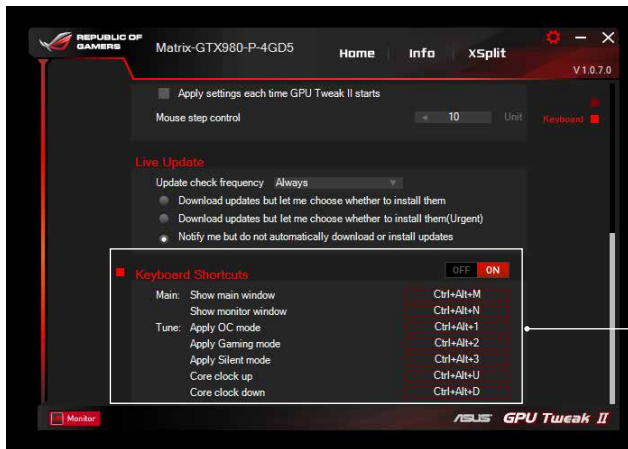 REPUBLIC OF
GAMERS
Matrix-GTX980-P-4GD5
Home Info XSplit
V 1.0.7.0
Apply settings each time GPU Tweak II starts
Mouse step control 10 Unit
Keyboard
Live Update
Update check frequency Always
Download updates but let me choose whether to install them
Download updates but let me choose whether to install them(Urgent)
Notify me but do not automatically download or install updates
Keyboard Shortcuts OFF ON
Main: Show main window Ctrl+Alt+M
Show monitor window Ctrl+Alt+N
Tune: Apply OC mode Ctrl+Alt+1
Apply Gaming mode Ctrl+Alt+2
Apply Silent mode Ctrl+Alt+3
Core clock up Ctrl+Alt+U
Core clock down Ctrl+Alt+D
Monitor
ASUS GPU Tweak II